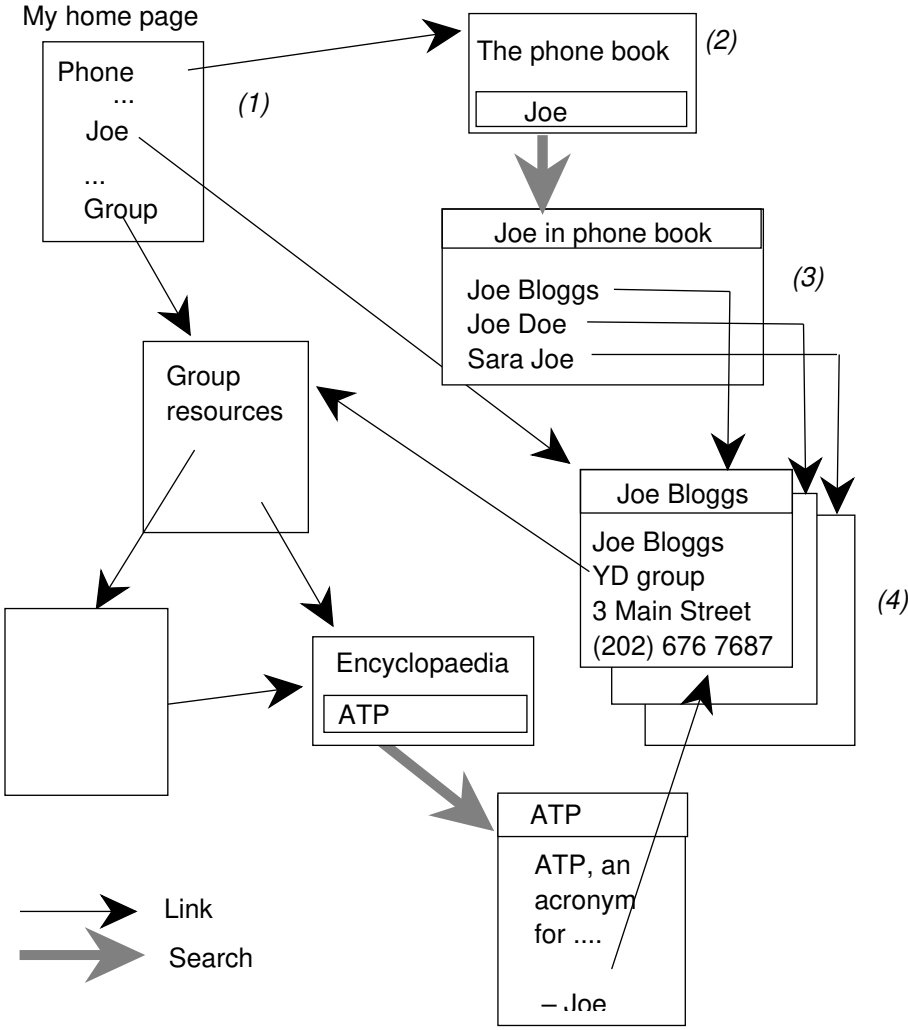 My home page
Phone
...
Joe
...
Group
(1)
The phone book
Joe
(2)
Joe in phone book
Joe Bloggs
Joe Doe
Sara Joe
(3)
Group
resources
Joe Bloggs
Joe Bloggs
YD group
3 Main Street
(202) 676 7687
(4)
Encyclopaedia
ATP
ATP
ATP, an
acronym
for ....
– Joe
Link
Search